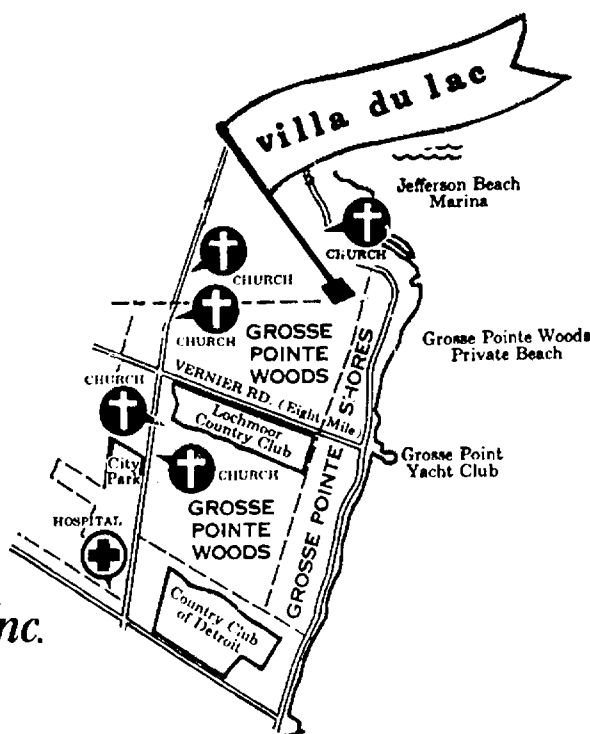 villa du lac
Jefferson Beach
Marina
CHURCH
CHURCH
CHURCH
GROSSE
POINTE
WOODS
GROSSE POINTE SHORES
Grosse Pointe Woods
Private Beach
VERNIER RD. (Eight Mile)
CHURCH
Lochmoor
Country Club
Grosse Point
Yacht Club
City
Park
CHURCH
GROSSE
POINTE
WOODS
HOSPITAL
Country Club
of Detroit
Inc.